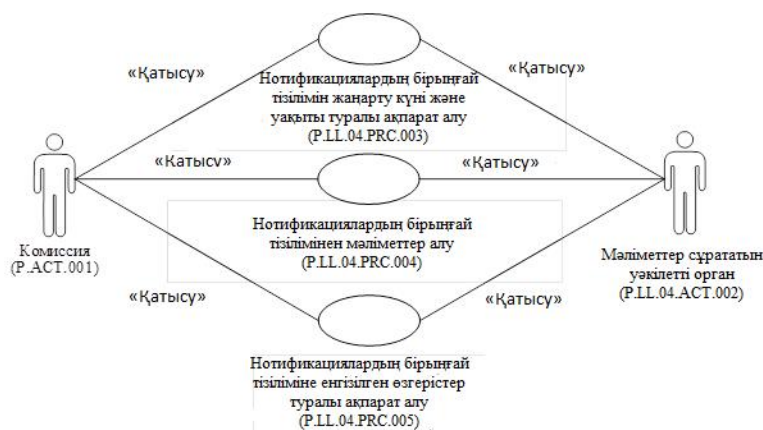 «Қатысу»
«Қатысу»
Нотификациялардың бірыңғай
тізілімін жаңарту күні және
уақыты туралы ақпарат алу
(P.LL.04.PRC.003)
«Қатысу»
«Қатысу»
Нотификациялардың бірыңғай
тізілімінен мәліметтер алу
(P.LL.04.PRC.004)
Комиссия
(P.ACT.001)
Мәліметтер сұрататын
уәкілетті орган
(P.LL.04.ACT.002)
«Қатысу»
«Қатысу»
Нотификациялардың бірыңғай
тізіліміне енгізілген өзгерістер
туралы ақпарат алу
(P.LL.04.PRC.005)